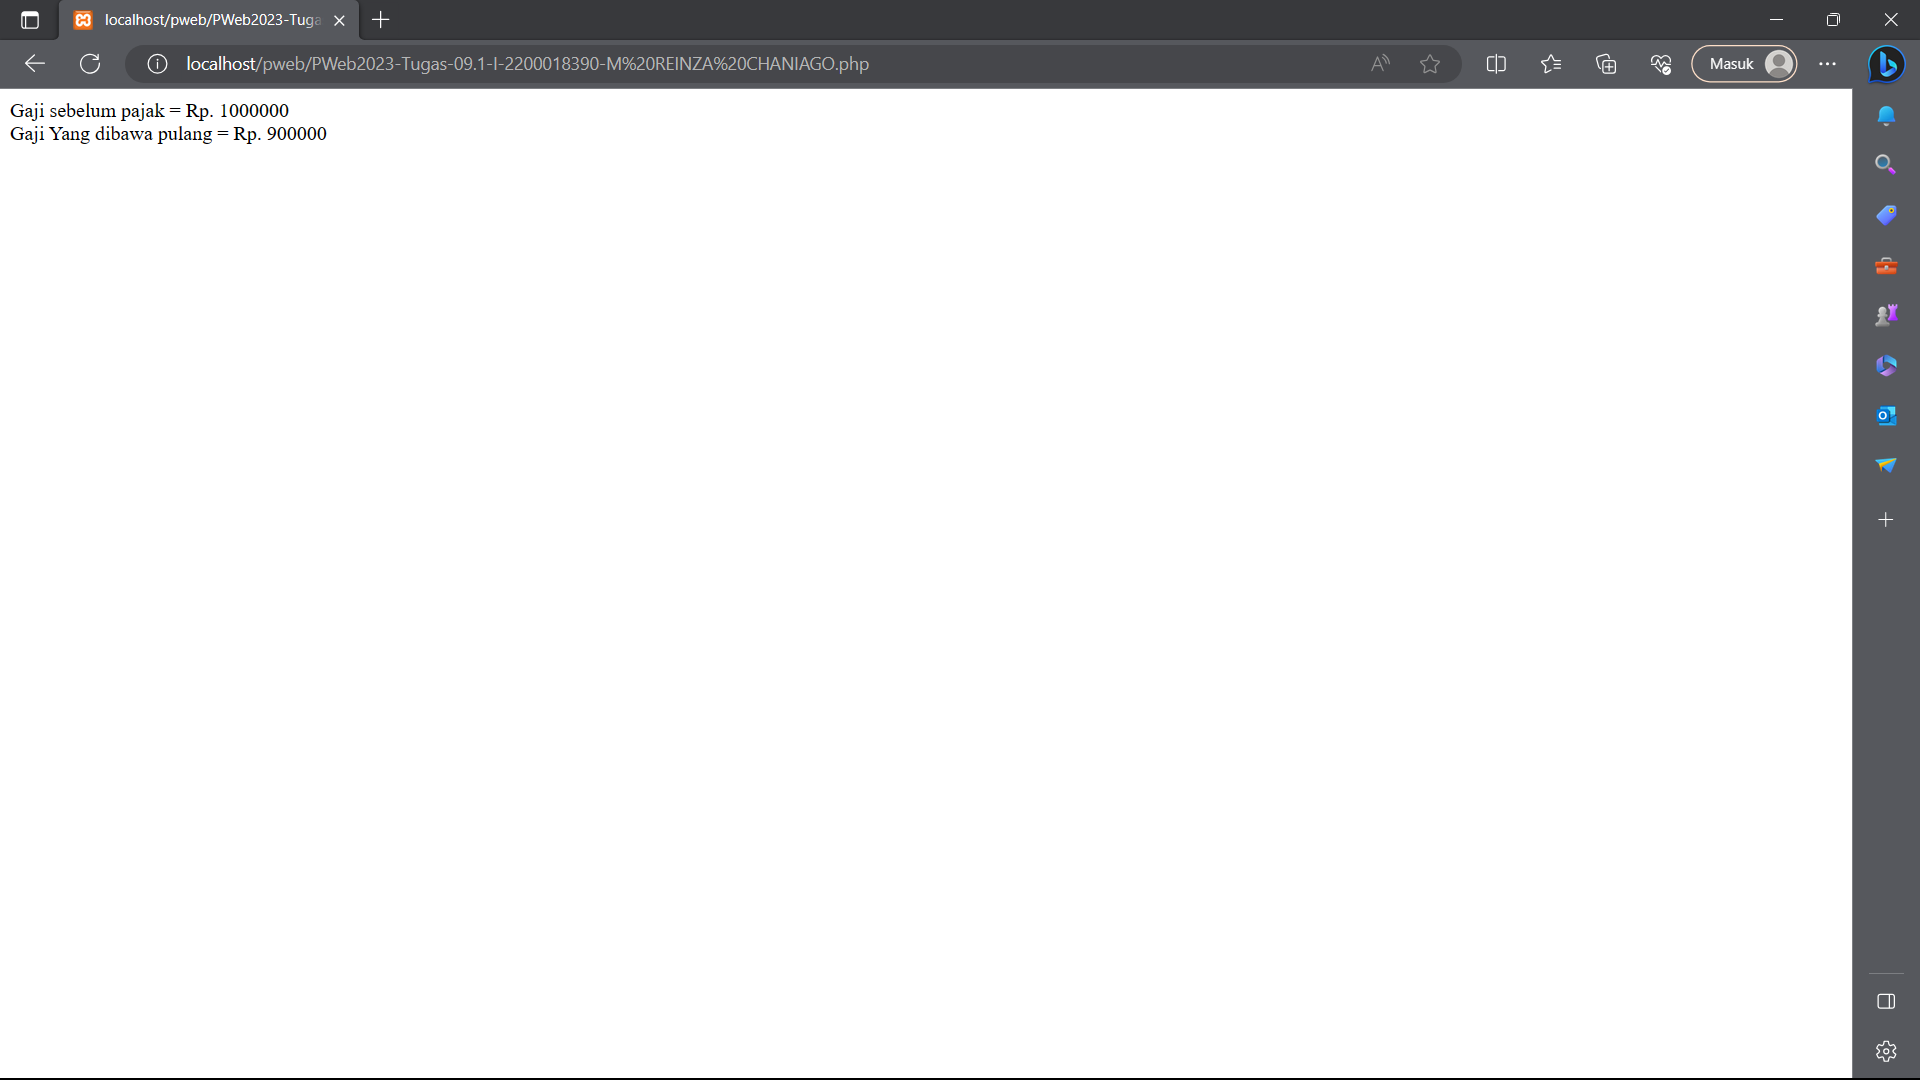 localhost/pweb/PWeb2023-Tuga
localhost/pweb/PWeb2023-Tugas-09.1-I-2200018390-M%20REINZA%20CHANIAGO.php
Masuk
Gaji sebelum pajak = Rp. 1000000
Gaji Yang dibawa pulang = Rp. 900000